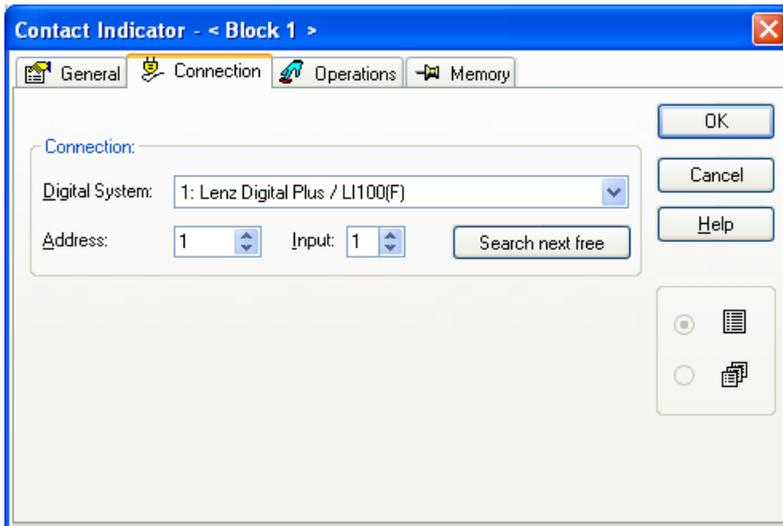 Contact Indicator - < Block 1 >
General Connection Operations Memory
OK
Connection:
Cancel
Digital System: 1: Lenz Digital Plus / LI100(F)
Help
Address: 1 Input: 1 Search next free